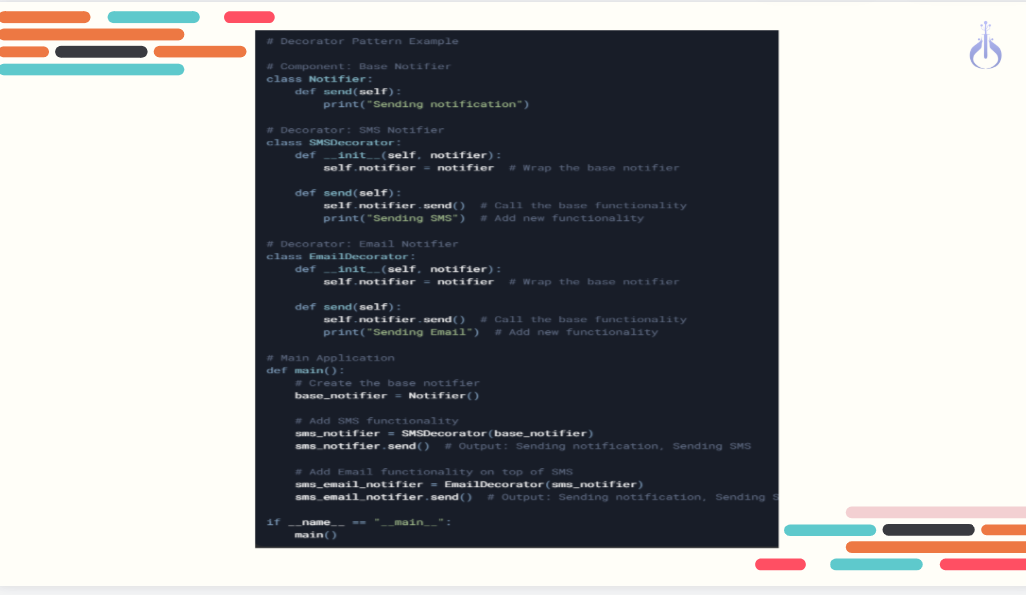 # Decorator Pattern Example
# Component: Base Notifier
class Notifier:
    def send(self):
        print("Sending notification")
# Decorator: SMS Notifier
class SMSDecorator:
    def __init__(self, notifier):
        self.notifier = notifier  # Wrap the base notifier
    def send(self):
        self.notifier.send()  # Call the base functionality
        print("Sending SMS")  # Add new functionality
# Decorator: Email Notifier
class EmailDecorator:
    def __init__(self, notifier):
        self.notifier = notifier  # Wrap the base notifier
    def send(self):
        self.notifier.send()  # Call the base functionality
        print("Sending Email")  # Add new functionality
# Main Application
def main():
    # Create the base notifier
    base_notifier = Notifier()
    # Add SMS functionality
    sms_notifier = SMSDecorator(base_notifier)
    sms_notifier.send()  # Output: Sending notification, Sending SMS
    # Add Email functionality on top of SMS
    sms_email_notifier = EmailDecorator(sms_notifier)
    sms_email_notifier.send()  # Output: Sending notification, Sending S
if __name__ == "__main__":
    main()